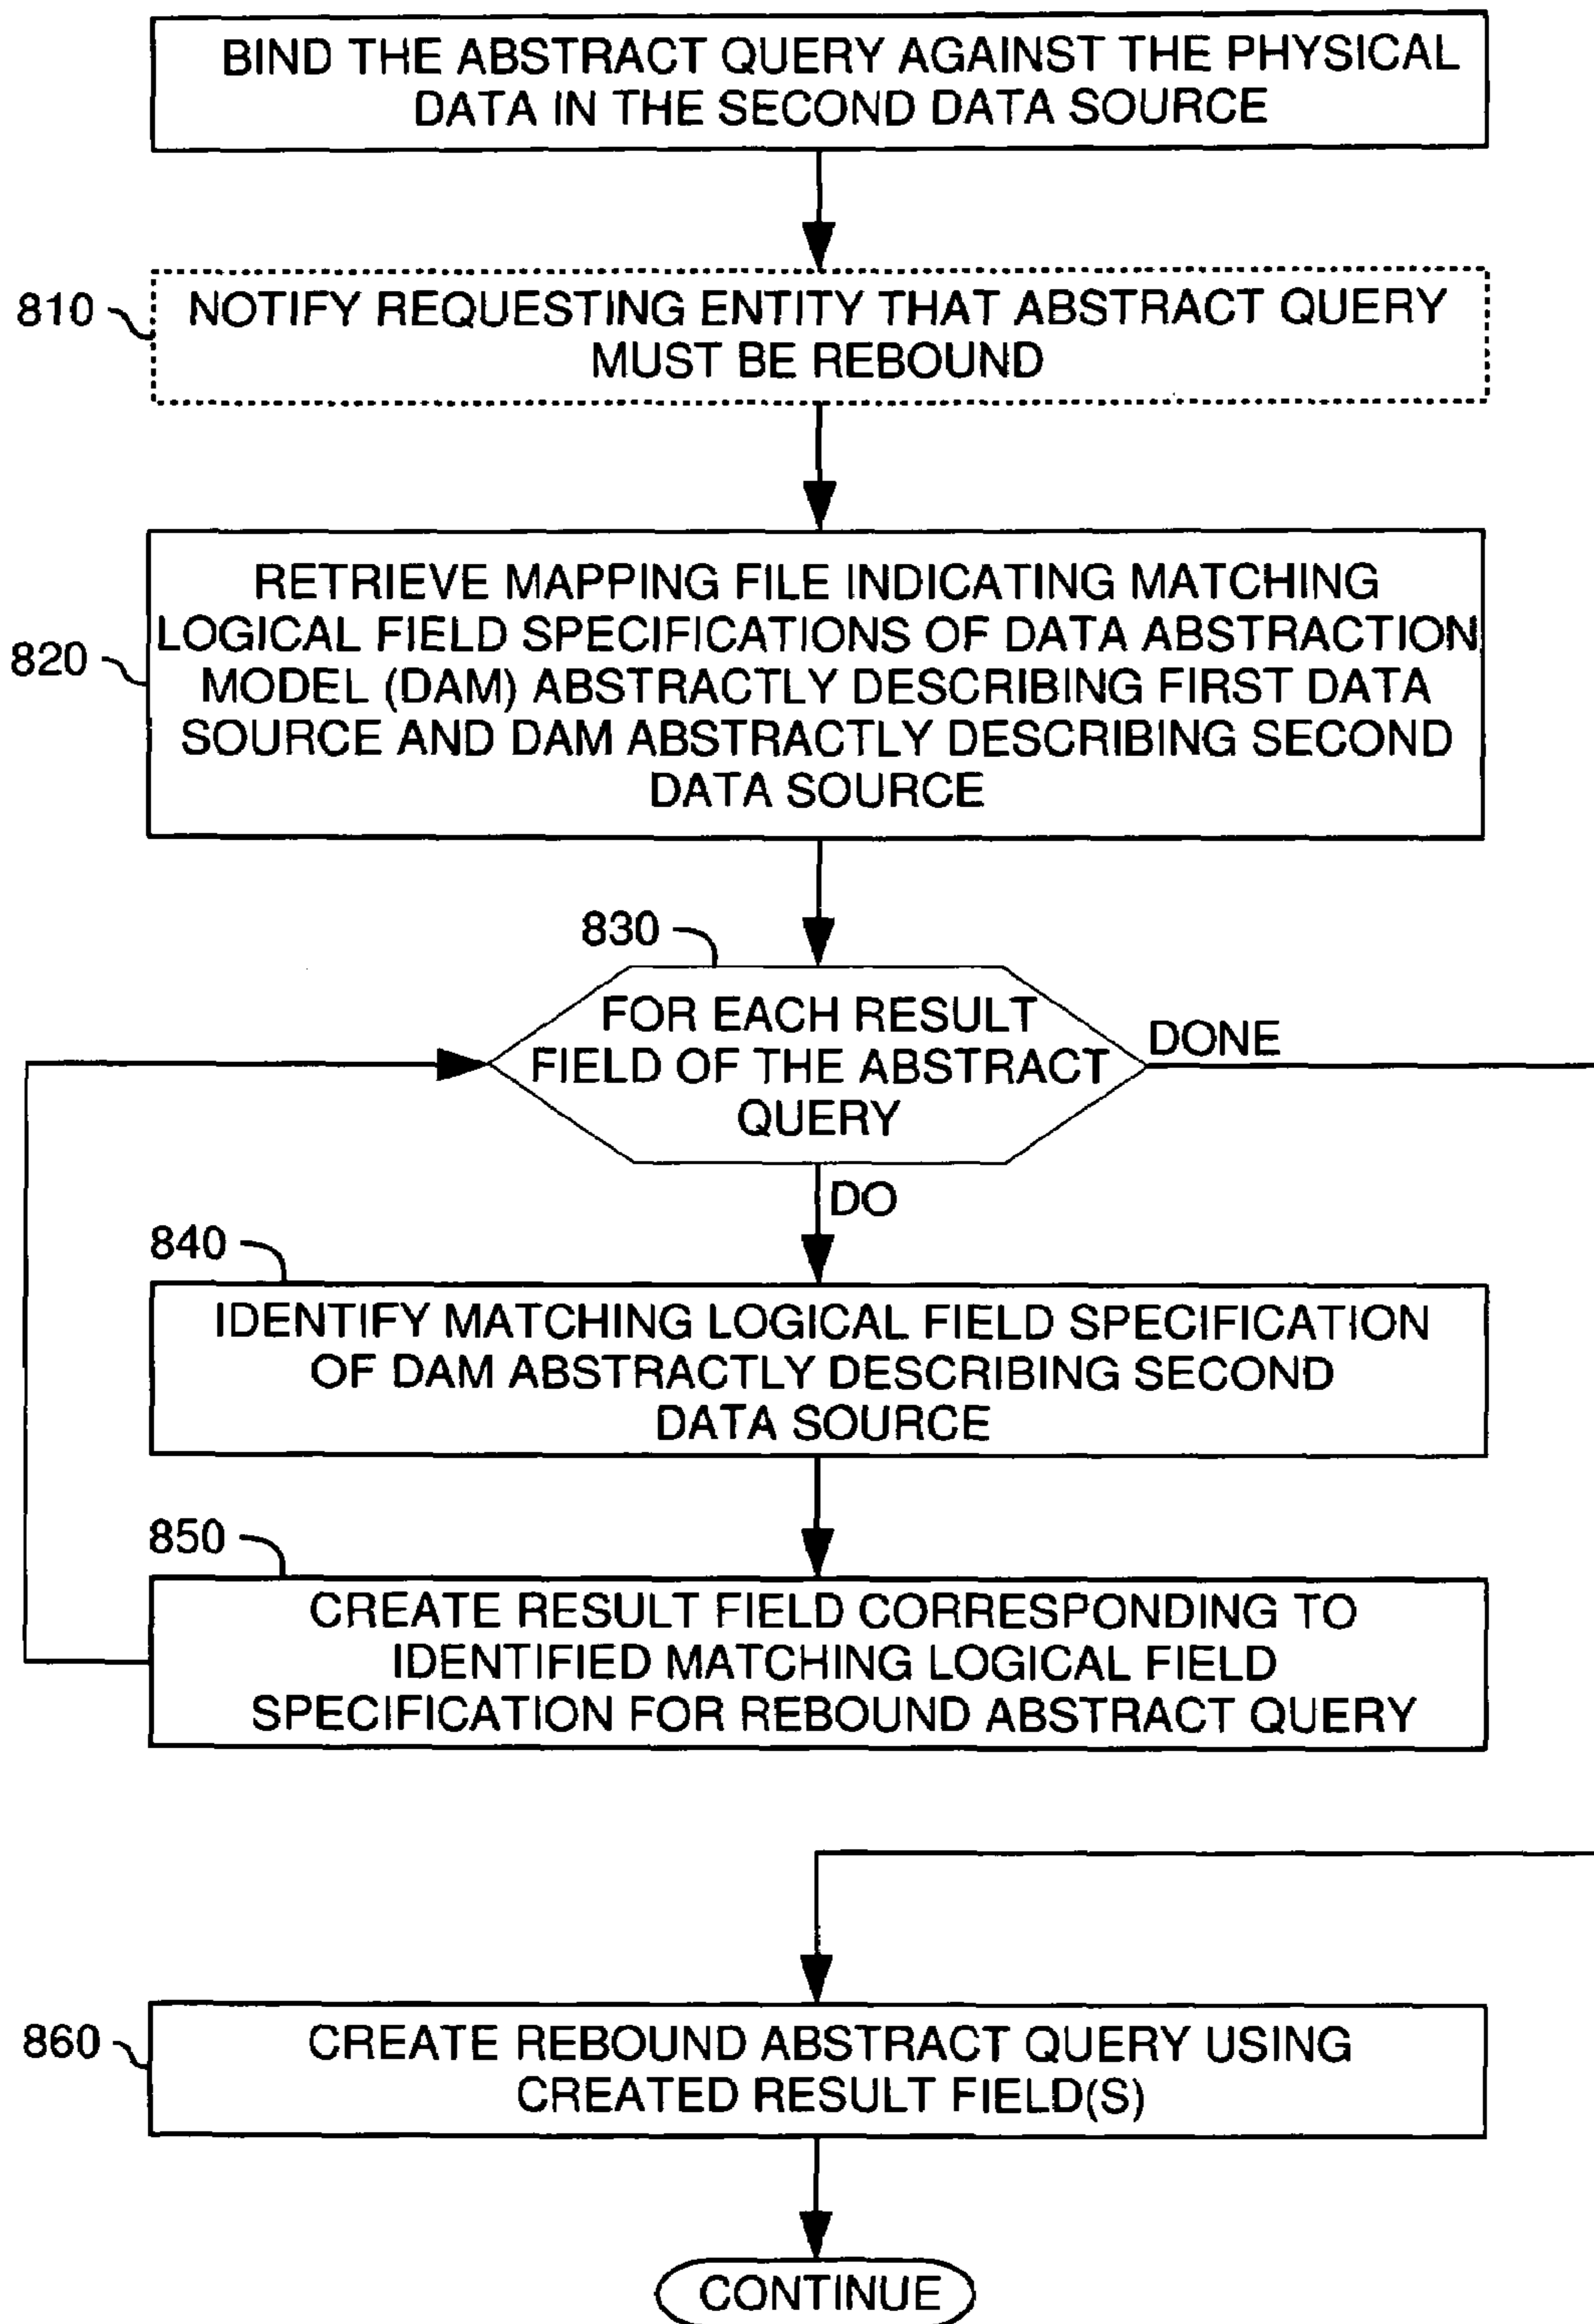 BIND THE ABSTRACT QUERY AGAINST THE PHYSICAL
DATA IN THE SECOND DATA SOURCE
810
NOTIFY REQUESTING ENTITY THAT ABSTRACT QUERY
MUST BE REBOUND
820
RETRIEVE MAPPING FILE INDICATING MATCHING
LOGICAL FIELD SPECIFICATIONS OF DATA ABSTRACTION
MODEL (DAM) ABSTRACTLY DESCRIBING FIRST DATA
SOURCE AND DAM ABSTRACTLY DESCRIBING SECOND
DATA SOURCE
830
FOR EACH RESULT
FIELD OF THE ABSTRACT
QUERY
DONE
DO
840
IDENTIFY MATCHING LOGICAL FIELD SPECIFICATION
OF DAM ABSTRACTLY DESCRIBING SECOND
DATA SOURCE
850
CREATE RESULT FIELD CORRESPONDING TO
IDENTIFIED MATCHING LOGICAL FIELD
SPECIFICATION FOR REBOUND ABSTRACT QUERY
860
CREATE REBOUND ABSTRACT QUERY USING
CREATED RESULT FIELD(S)
CONTINUE